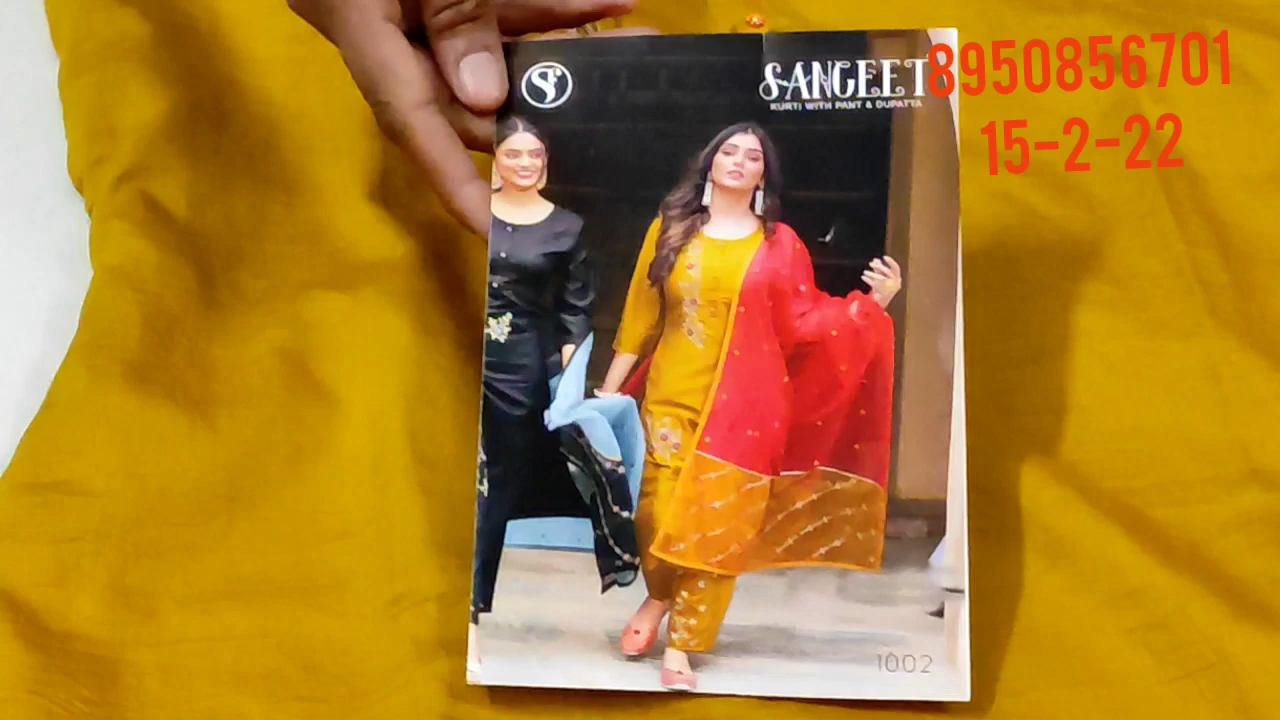 SF
SANGEET
KURTI WITH PANT & DUPATTA
8950856701
15-2-22
1002